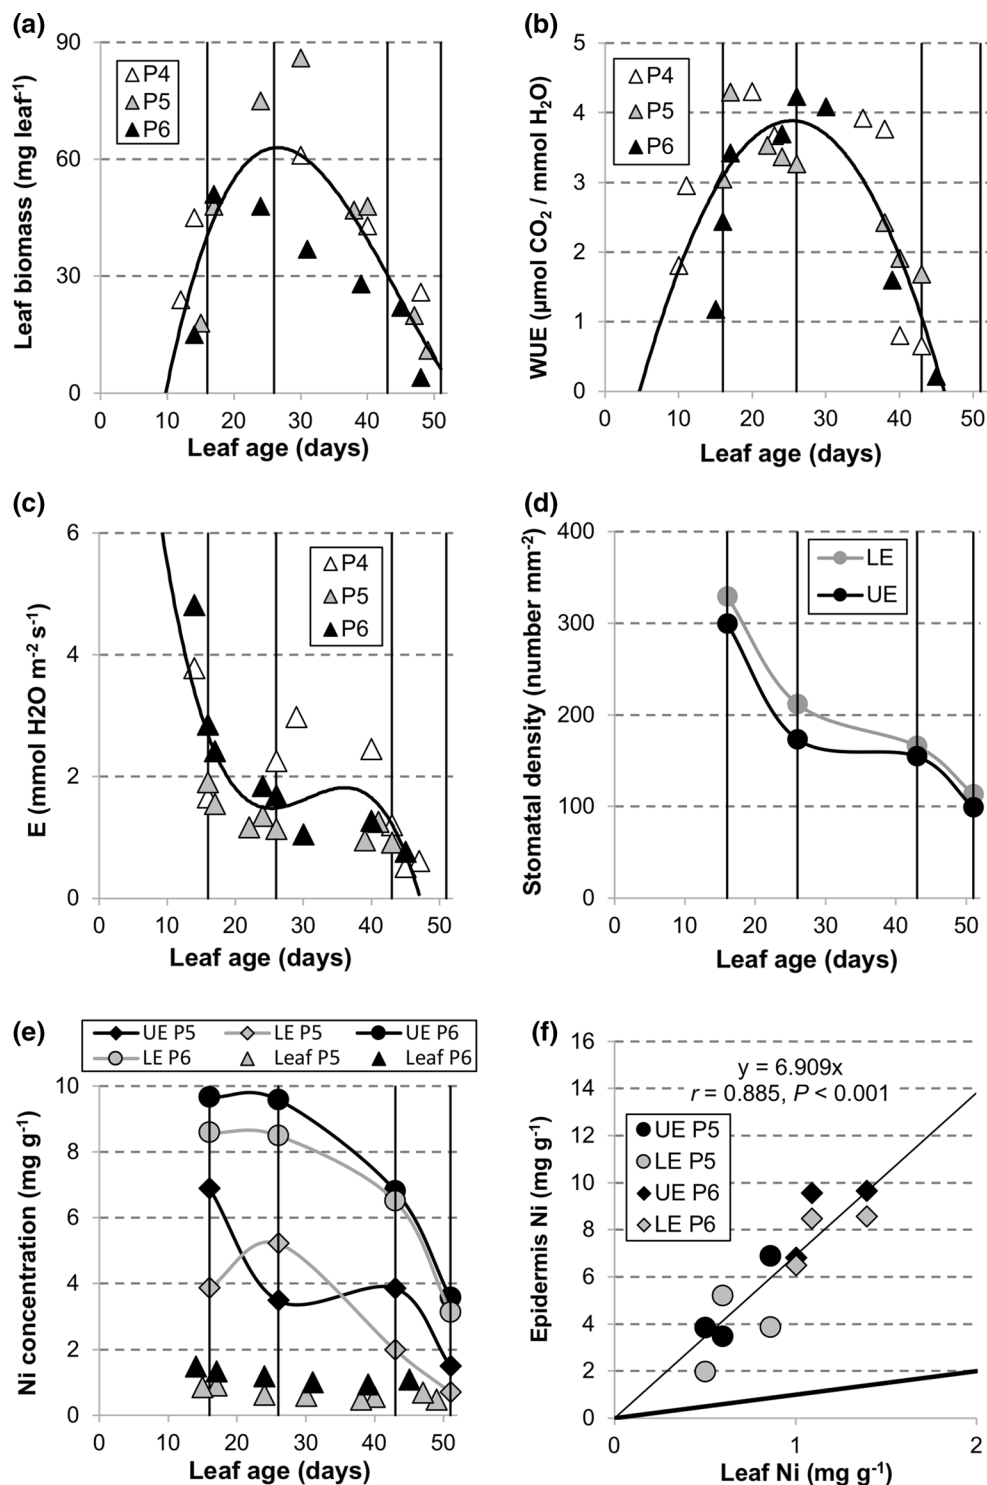 (a)
Leaf biomass (mg leaf⁻¹)
90
60
30
0
P4
P5
P6
0 10 20 30 40 50
Leaf age (days)
(b)
WUE (µmol CO₂ / mmol H₂O)
5
4
3
2
1
0
P4
P5
P6
0 10 20 30 40 50
Leaf age (days)
(c)
E (mmol H2O m⁻² s⁻¹)
6
4
2
0
P4
P5
P6
0 10 20 30 40 50
Leaf age (days)
(d)
Stomatal density (number mm⁻²)
400
300
200
100
0
LE
UE
0 10 20 30 40 50
Leaf age (days)
(e)
UE P5 LE P5 UE P6
LE P6 Leaf P5 Leaf P6
Ni concentration (mg g⁻¹)
10
8
6
4
2
0
0 10 20 30 40 50
Leaf age (days)
(f)
Epidermis Ni (mg g⁻¹)
16
14
12
10
8
6
4
2
0
y = 6.909x
r = 0.885, P < 0.001
UE P5
LE P5
UE P6
LE P6
0 1 2
Leaf Ni (mg g⁻¹)